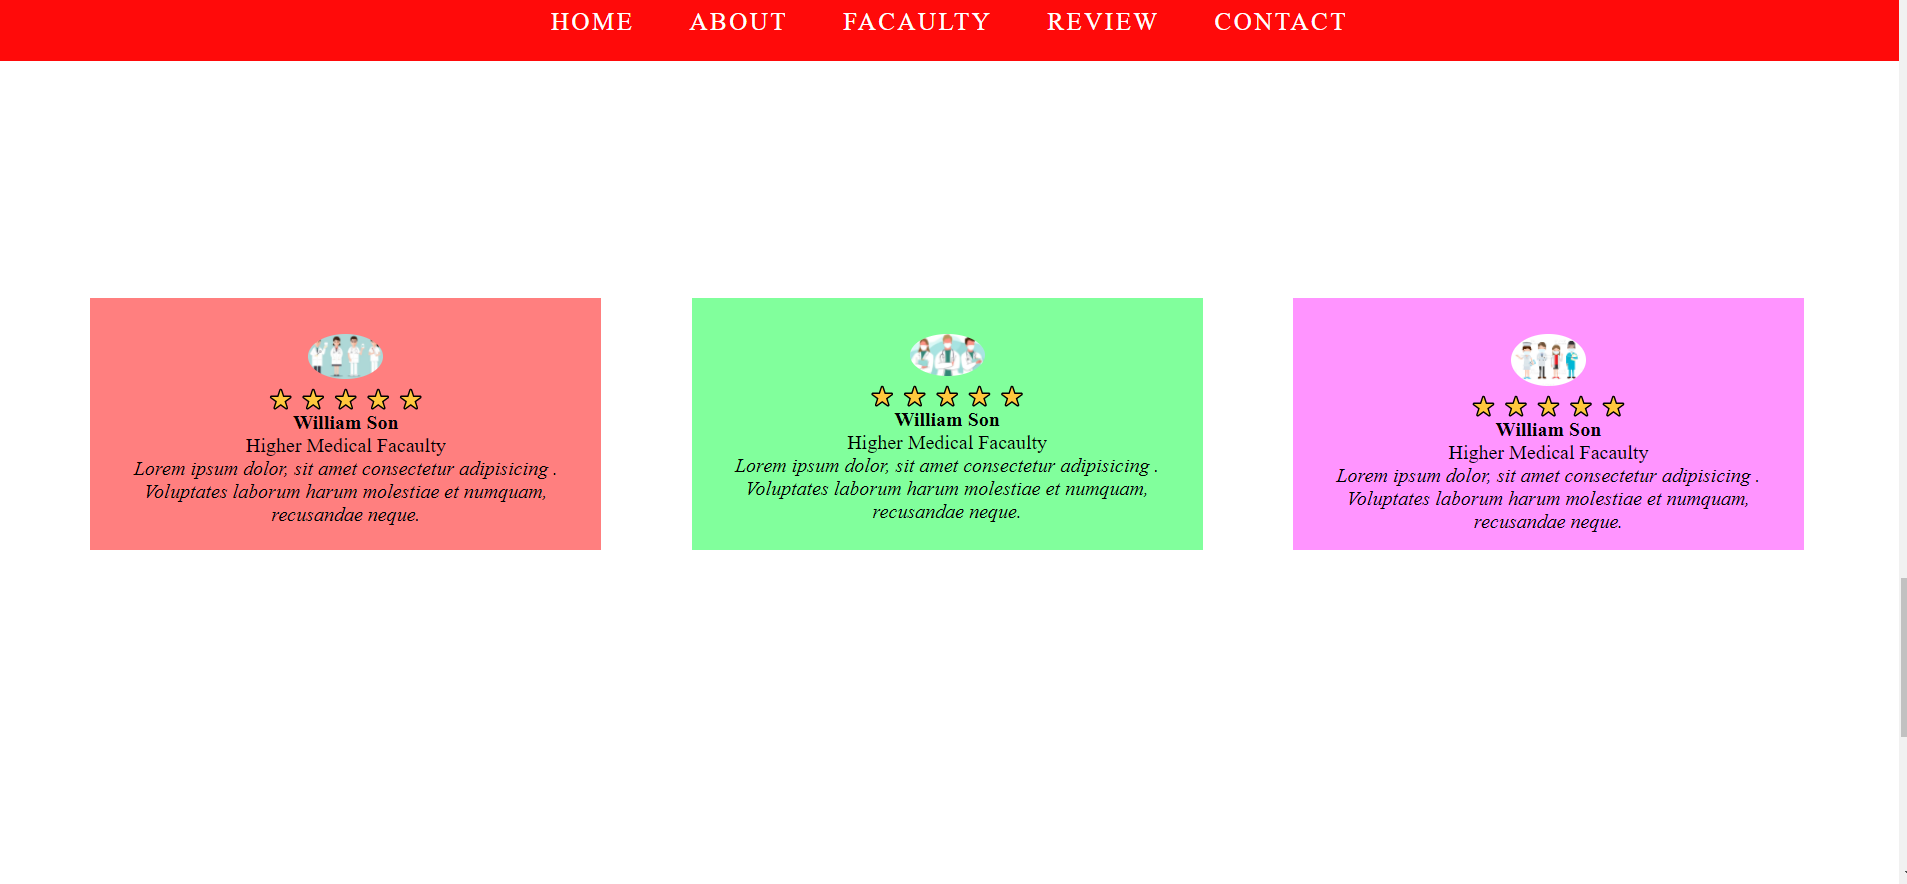 HOME ABOUT FACAULTY REVIEW CONTACT
William Son
Higher Medical Facaulty
Lorem ipsum dolor, sit amet consectetur adipisicing .
Voluptates laborum harum molestiae et numquam,
recusandae neque.
William Son
Higher Medical Facaulty
Lorem ipsum dolor, sit amet consectetur adipisicing .
Voluptates laborum harum molestiae et numquam,
recusandae neque.
William Son
Higher Medical Facaulty
Lorem ipsum dolor, sit amet consectetur adipisicing .
Voluptates laborum harum molestiae et numquam,
recusandae neque.